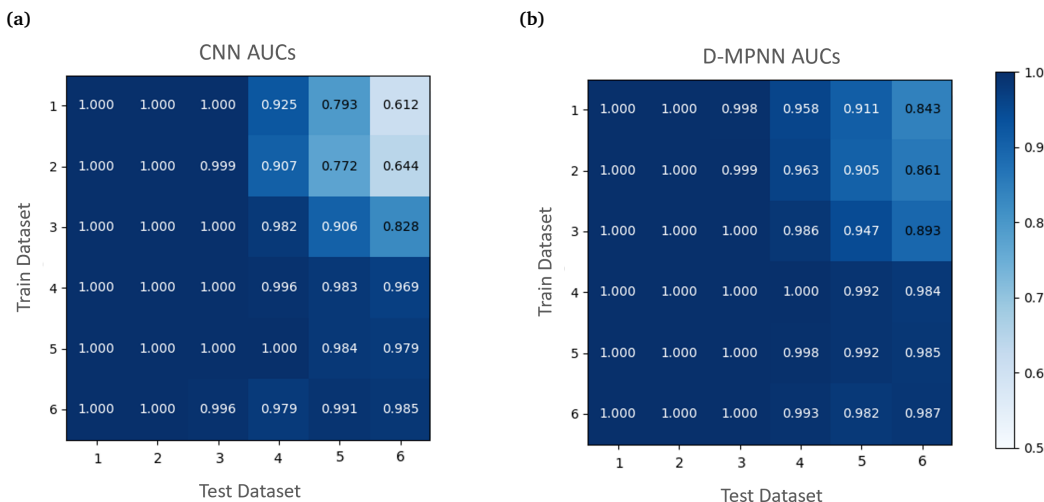 (a)
CNN AUCs
Train Dataset
1 1.000 1.000 1.000 0.925 0.793 0.612
2 1.000 1.000 0.999 0.907 0.772 0.644
3 1.000 1.000 1.000 0.982 0.906 0.828
4 1.000 1.000 1.000 0.996 0.983 0.969
5 1.000 1.000 1.000 1.000 0.984 0.979
6 1.000 1.000 0.996 0.979 0.991 0.985
1 2 3 4 5 6
Test Dataset
(b)
D-MPNN AUCs
Train Dataset
1 1.000 1.000 0.998 0.958 0.911 0.843
2 1.000 1.000 0.999 0.963 0.905 0.861
3 1.000 1.000 1.000 0.986 0.947 0.893
4 1.000 1.000 1.000 1.000 0.992 0.984
5 1.000 1.000 1.000 0.998 0.992 0.985
6 1.000 1.000 1.000 0.993 0.982 0.987
1 2 3 4 5 6
Test Dataset
1.0
0.9
0.8
0.7
0.6
0.5